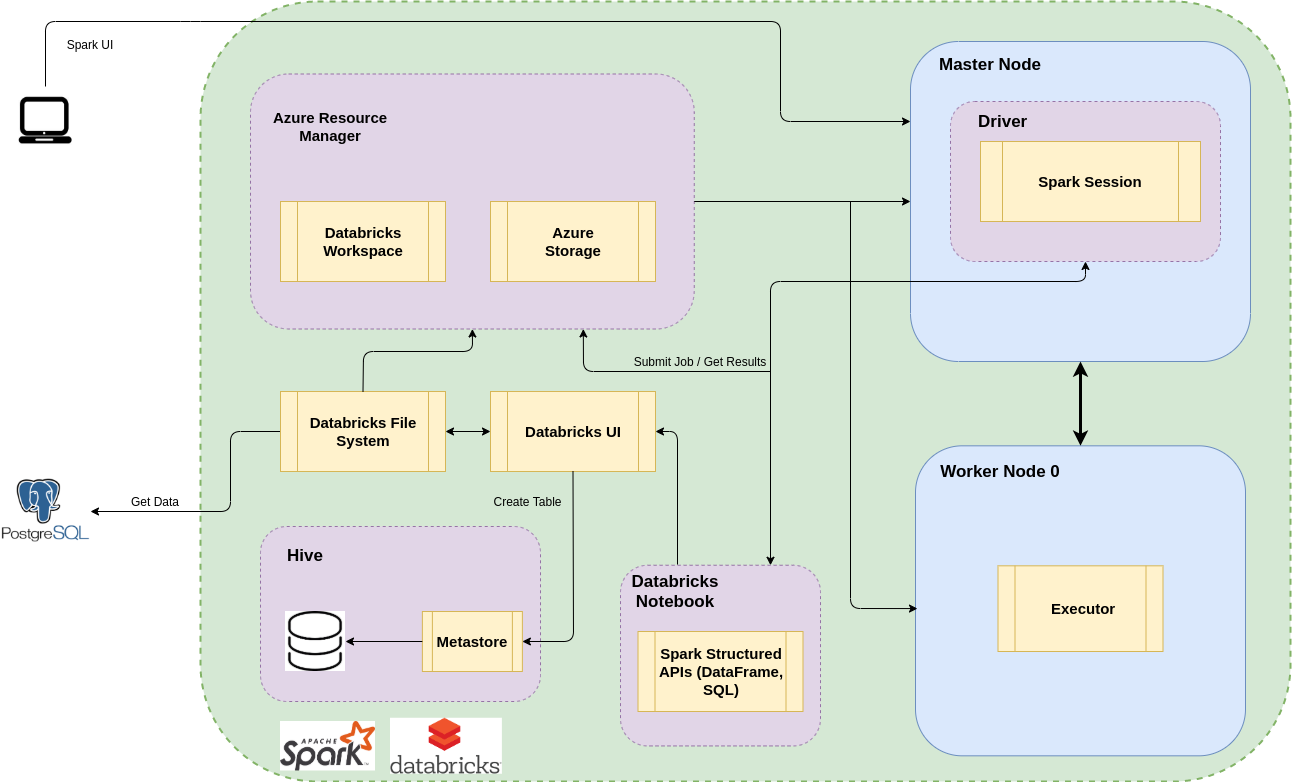 Spark UI
Azure Resource
Manager
Databricks
Workspace
Azure
Storage
Master Node
Driver
Spark Session
Submit Job / Get Results
Databricks File
System
Databricks UI
Get Data
PostgreSQL
Create Table
Hive
Metastore
Databricks
Notebook
Spark Structured
APIs (DataFrame,
SQL)
Worker Node 0
Executor
APACHE
Spark™
databricks